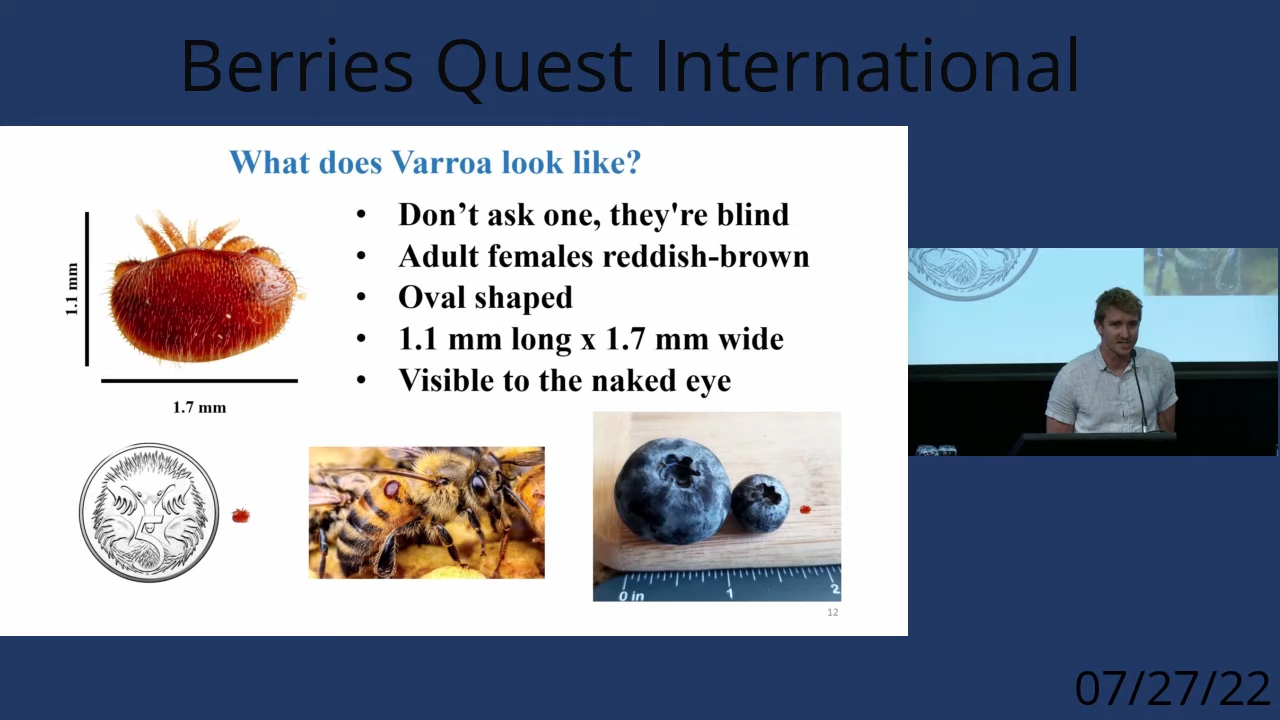 Berries Quest International
What does Varroa look like?
• Don’t ask one, they're blind
• Adult females reddish-brown
• Oval shaped
• 1.1 mm long x 1.7 mm wide
• Visible to the naked eye
1.1 mm
1.7 mm
5
0 in 1 2
12
07/27/22